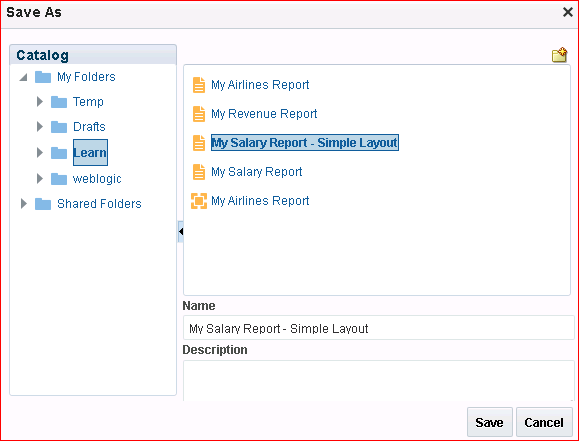 Save As
Catalog
My Folders
Temp
Drafts
Learn
weblogic
Shared Folders
My Airlines Report
My Revenue Report
My Salary Report - Simple Layout
My Salary Report
My Airlines Report
Name
My Salary Report - Simple Layout
Description
Save Cancel